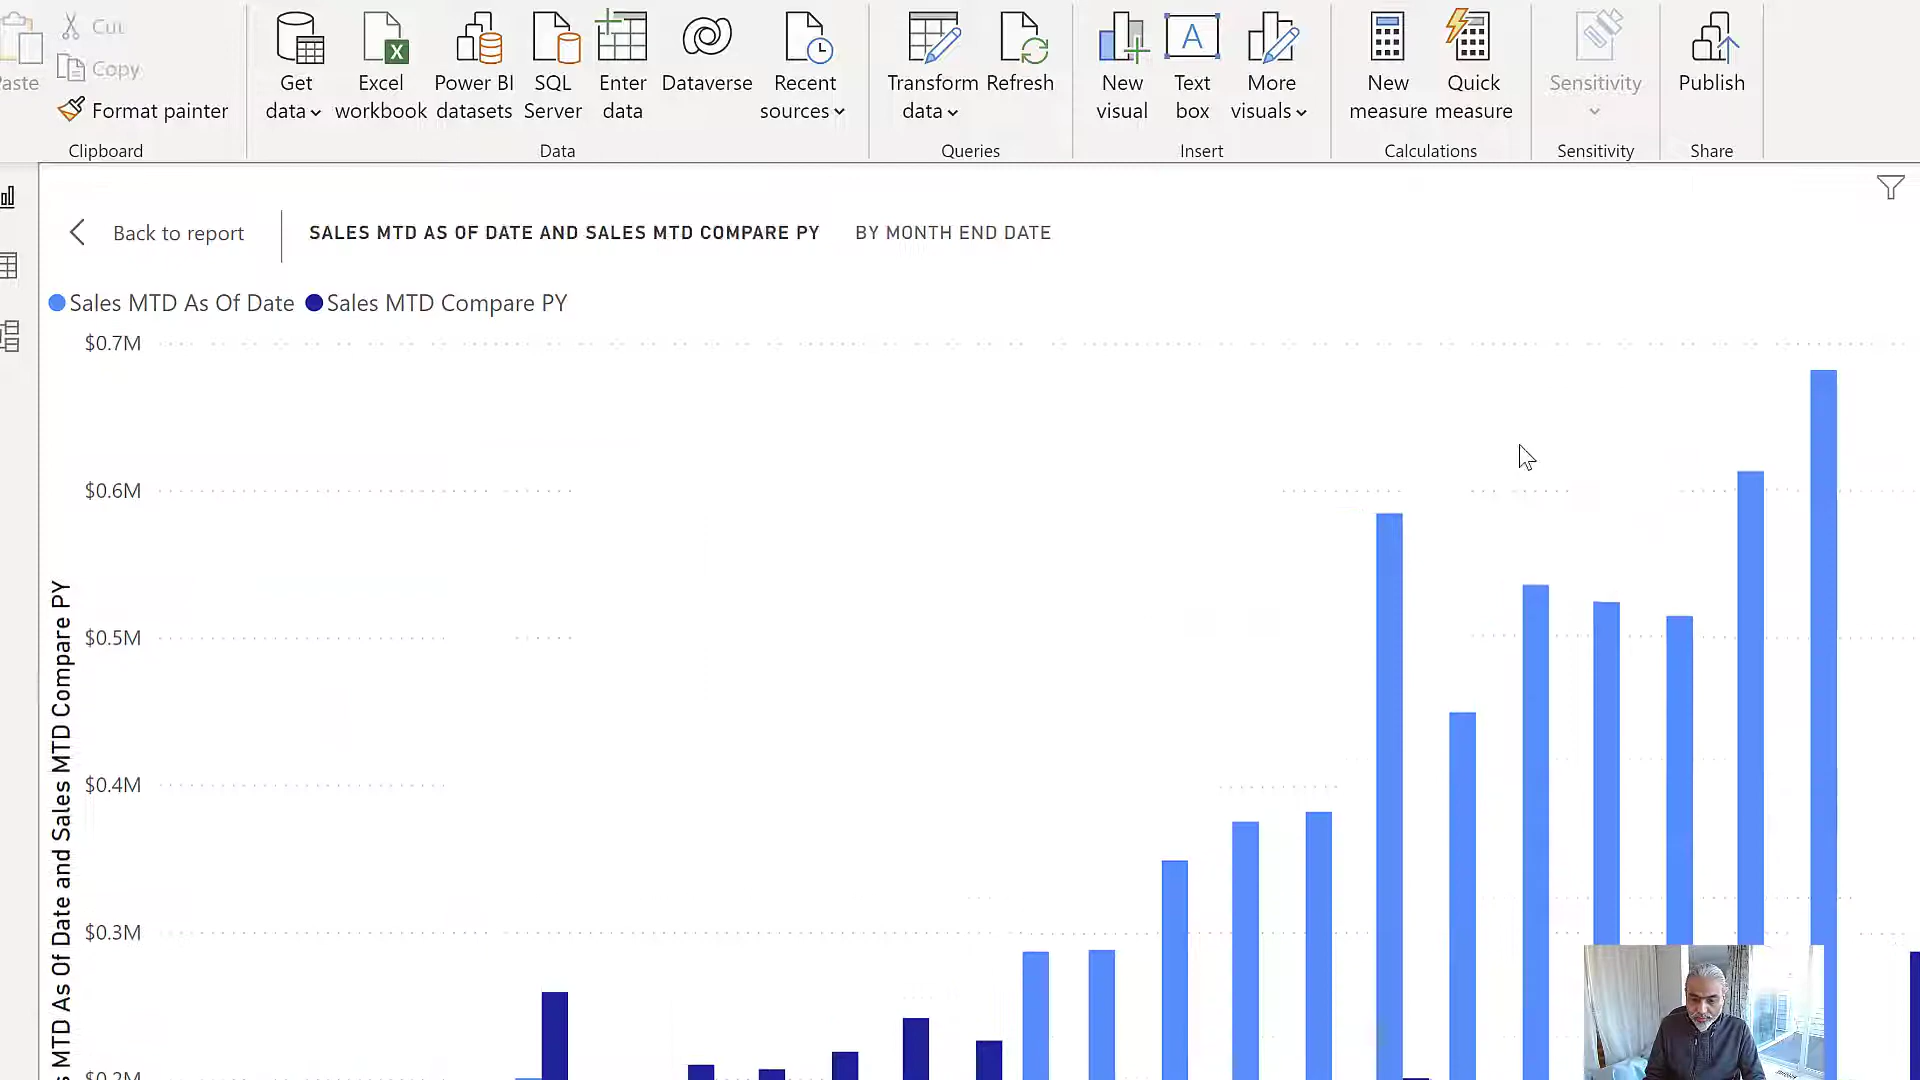 Cut
Copy
Format painter
Clipboard
Get data
Excel workbook
Power BI datasets
SQL Server
Enter data
Dataverse
Recent sources
Data
Transform data
Refresh
Queries
New visual
Text box
More visuals
Insert
New measure
Quick measure
Calculations
Sensitivity
Sensitivity
Publish
Share
Back to report
SALES MTD AS OF DATE AND SALES MTD COMPARE PY BY MONTH END DATE
Sales MTD As Of Date Sales MTD Compare PY
$0.7M
$0.6M
$0.5M
$0.4M
$0.3M
MTD As Of Date and Sales MTD Compare PY